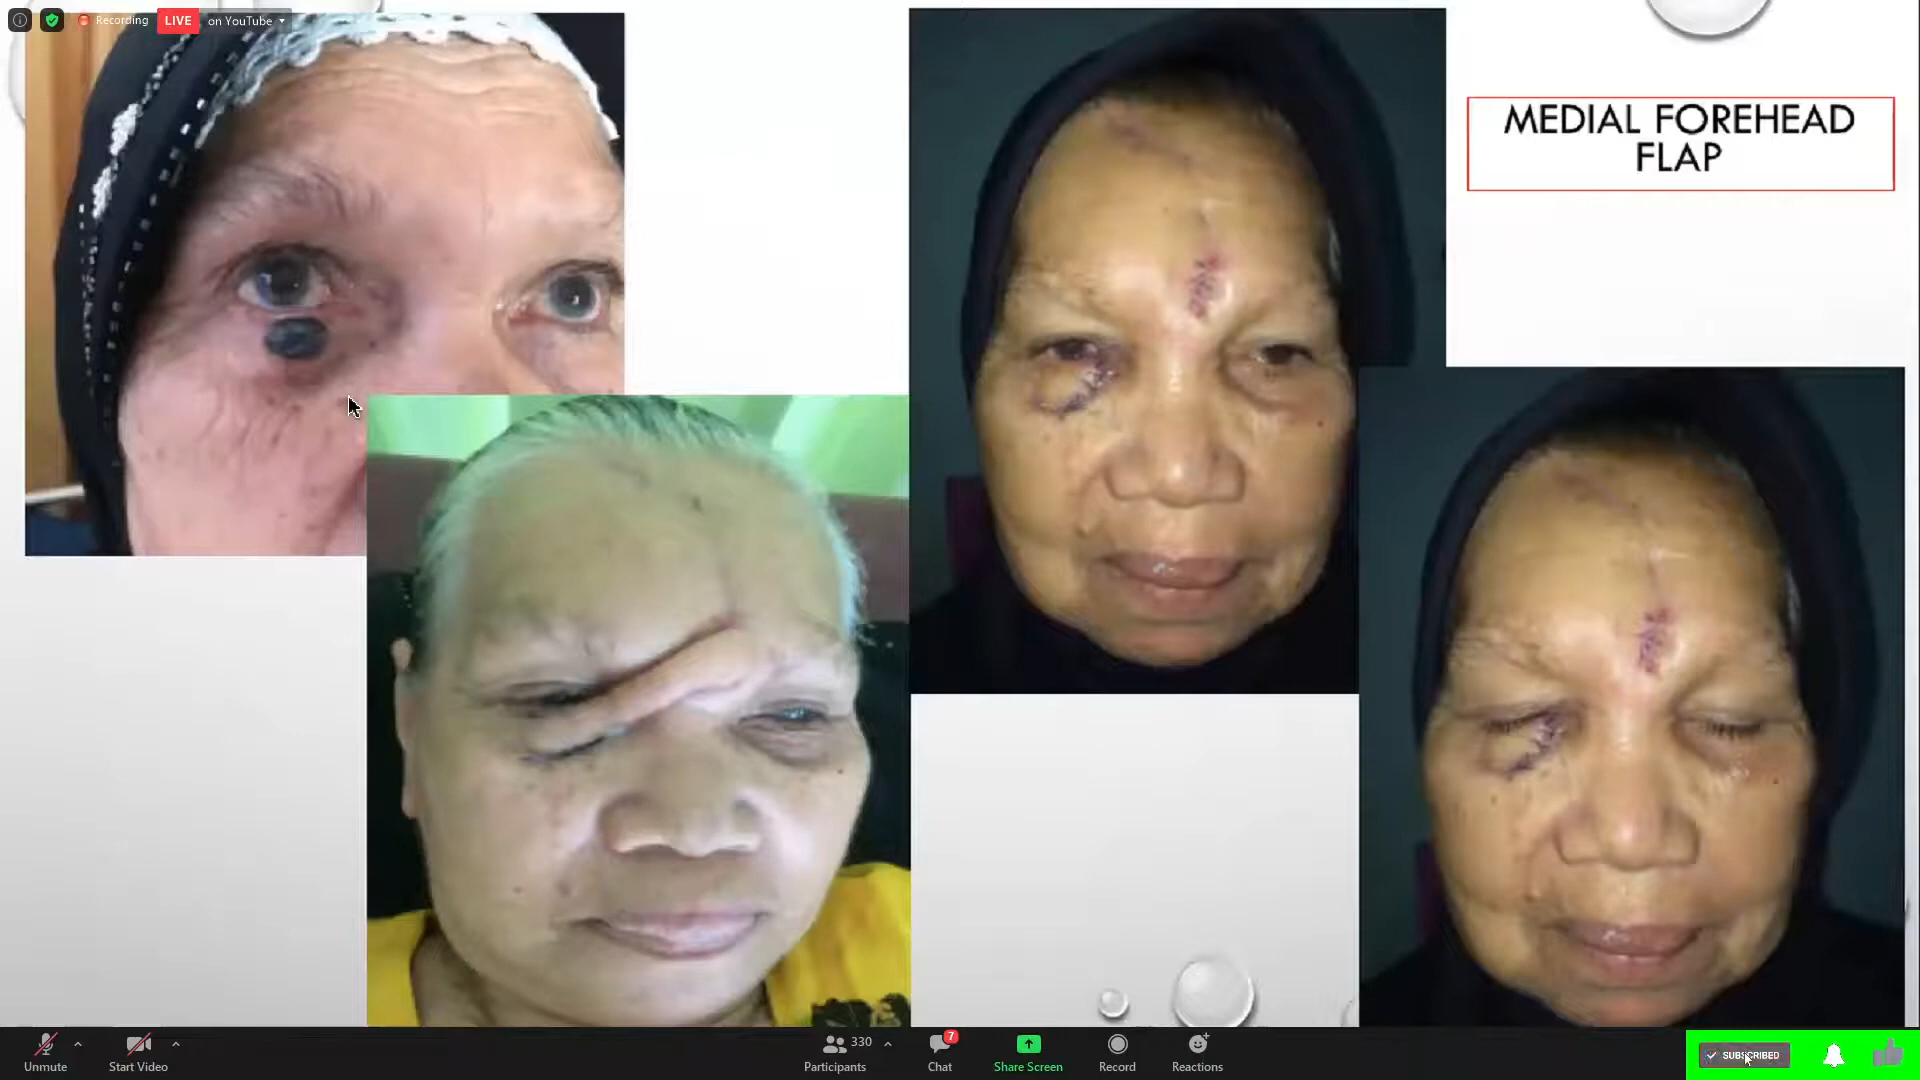 Recording
LIVE
on YouTube
MEDIAL FOREHEAD
FLAP
Unmute
Start Video
330
Participants
7
Chat
Share Screen
Record
Reactions
SUBSCRIBED